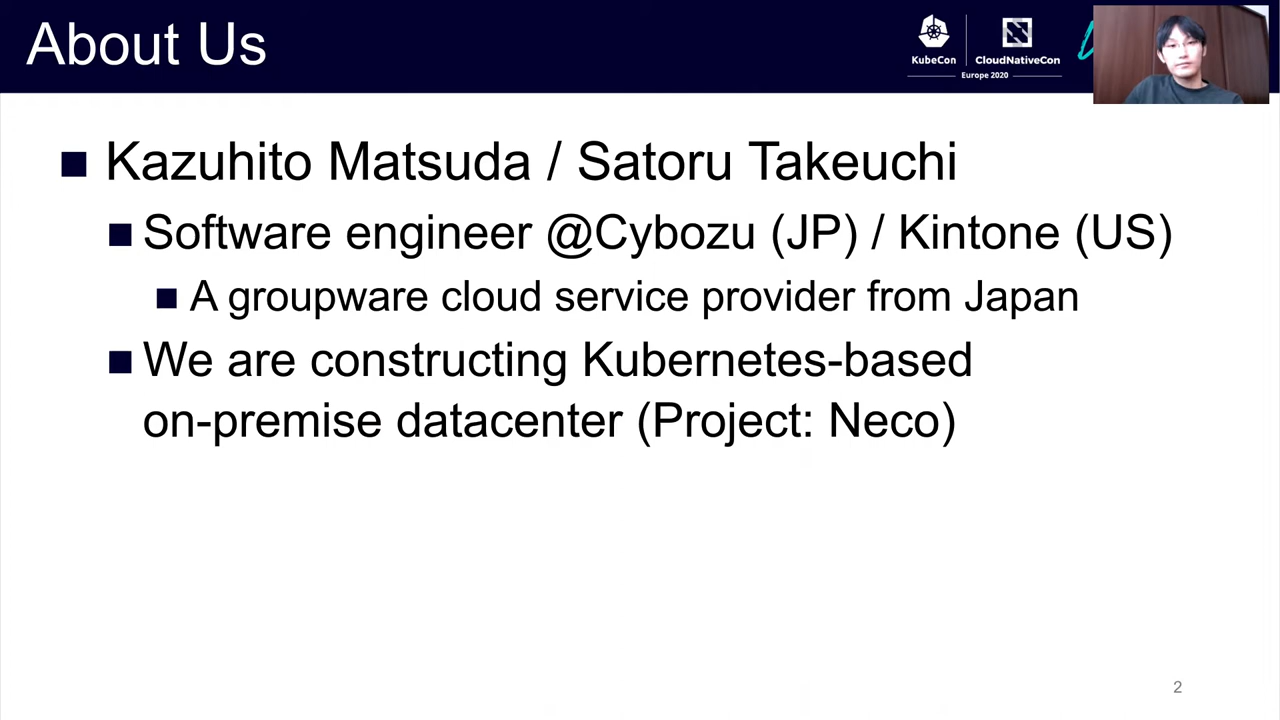 About Us
KubeCon
CloudNativeCon
Europe 2020
Kazuhito Matsuda / Satoru Takeuchi
Software engineer @Cybozu (JP) / Kintone (US)
A groupware cloud service provider from Japan
We are constructing Kubernetes-based
on-premise datacenter (Project: Neco)
2